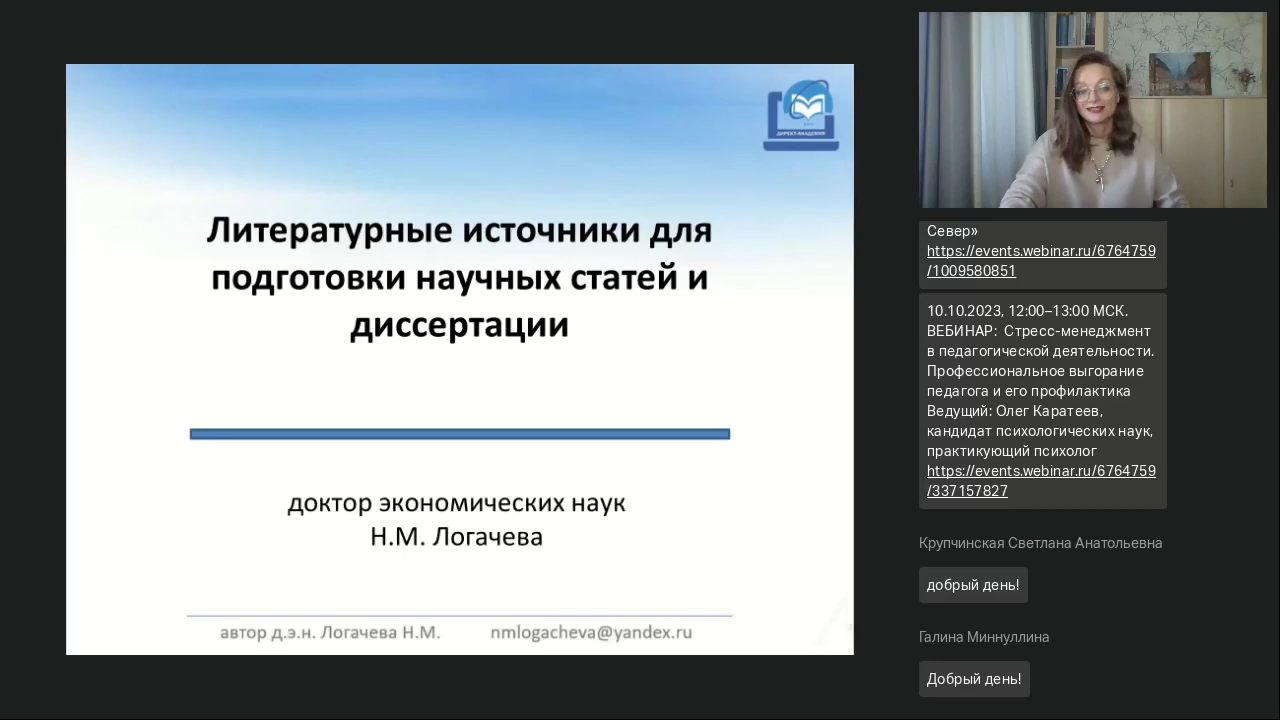 ДИРЕКТ-АКАДЕМИЯ
Литературные источники для
подготовки научных статей и
диссертации
доктор экономических наук
Н.М. Логачева
автор д.э.н. Логачева Н.М. nmlogacheva@yandex.ru
Север»
https://events.webinar.ru/6764759
/1009580851
10.10.2023, 12:00–13:00 МСК.
ВЕБИНАР: Стресс-менеджмент
в педагогической деятельности.
Профессиональное выгорание
педагога и его профилактика
Ведущий: Олег Каратеев,
кандидат психологических наук,
практикующий психолог
https://events.webinar.ru/6764759
/337157827
Крупчинская Светлана Анатольевна
добрый день!
Галина Миннуллина
Добрый день!